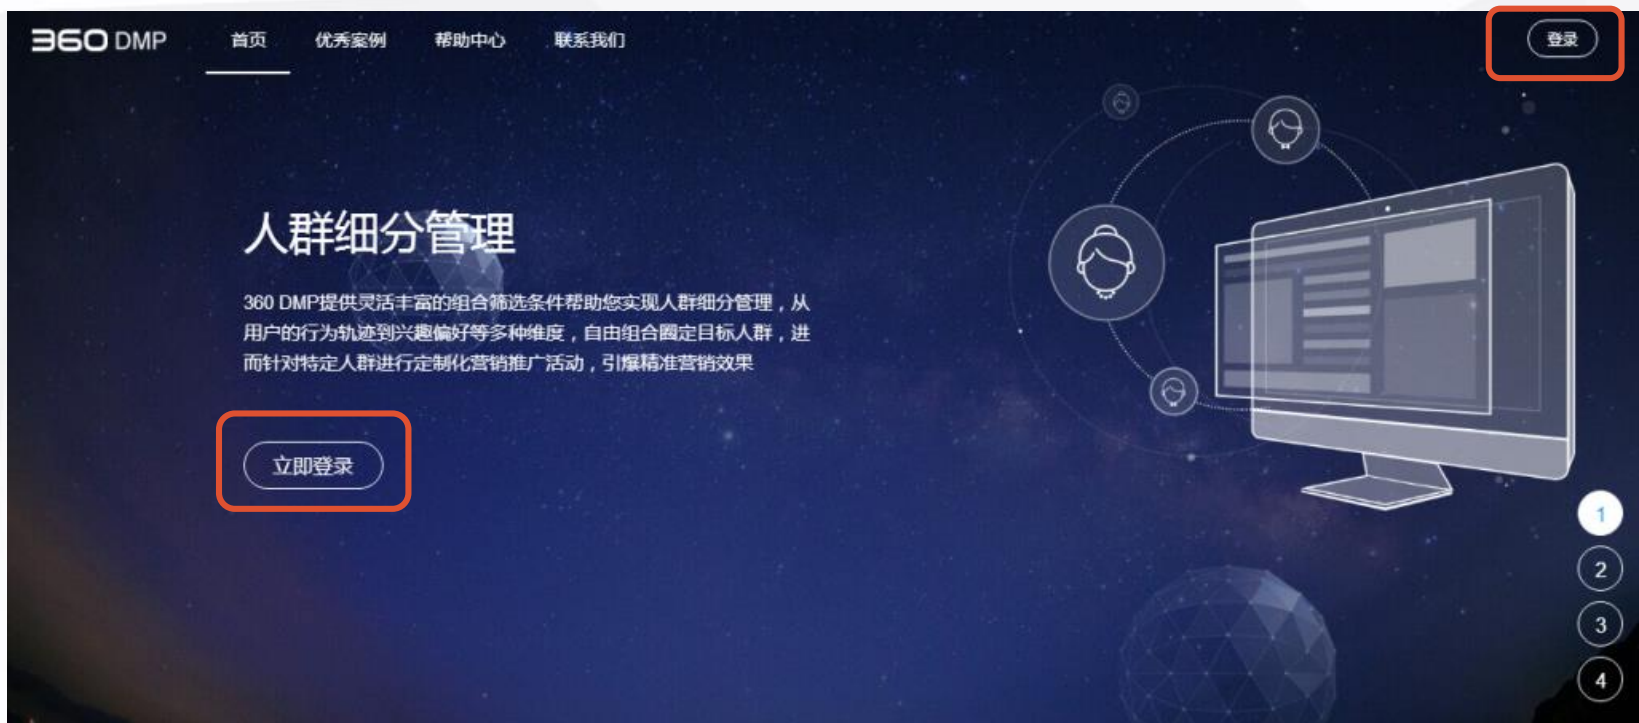 360 DMP
首页
优秀案例
帮助中心
联系我们
登录
人群细分管理
360 DMP提供灵活丰富的组合筛选条件帮助您实现人群细分管理，从
用户的行为轨迹到兴趣偏好等多种维度，自由组合圈定目标人群，进
而针对特定人群进行定制化营销推广活动，引爆精准营销效果
立即登录
1
2
3
4